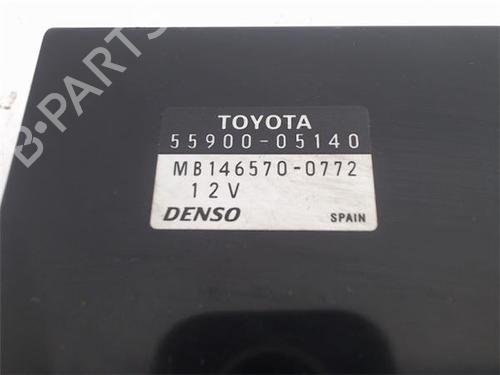 TOYOTA
55900-05140
MB146570-0772
12V
DENSO SPAIN
B-PARTS